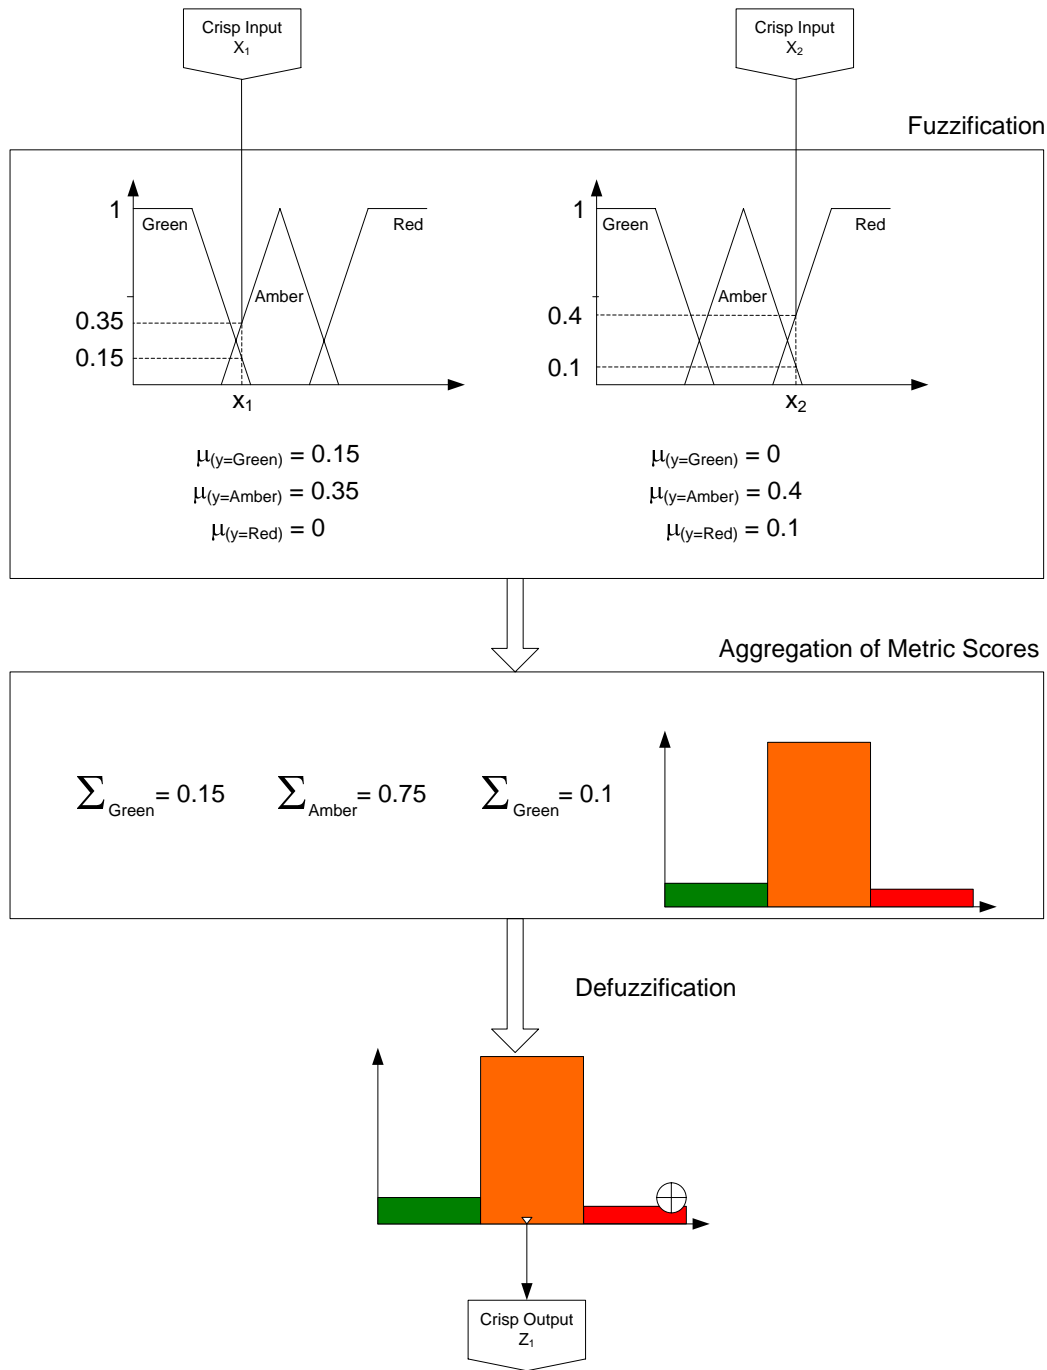 Crisp Input
X₁
Crisp Input
X₂
Fuzzification
1
Green
Red
Amber
0.35
0.15
x₁
1
Green
Red
Amber
0.4
0.1
x₂
μ(y=Green) = 0.15
μ(y=Amber) = 0.35
μ(y=Red) = 0
μ(y=Green) = 0
μ(y=Amber) = 0.4
μ(y=Red) = 0.1
Aggregation of Metric Scores
∑Green = 0.15
∑Amber = 0.75
∑Green = 0.1
Defuzzification
Crisp Output
Z₁